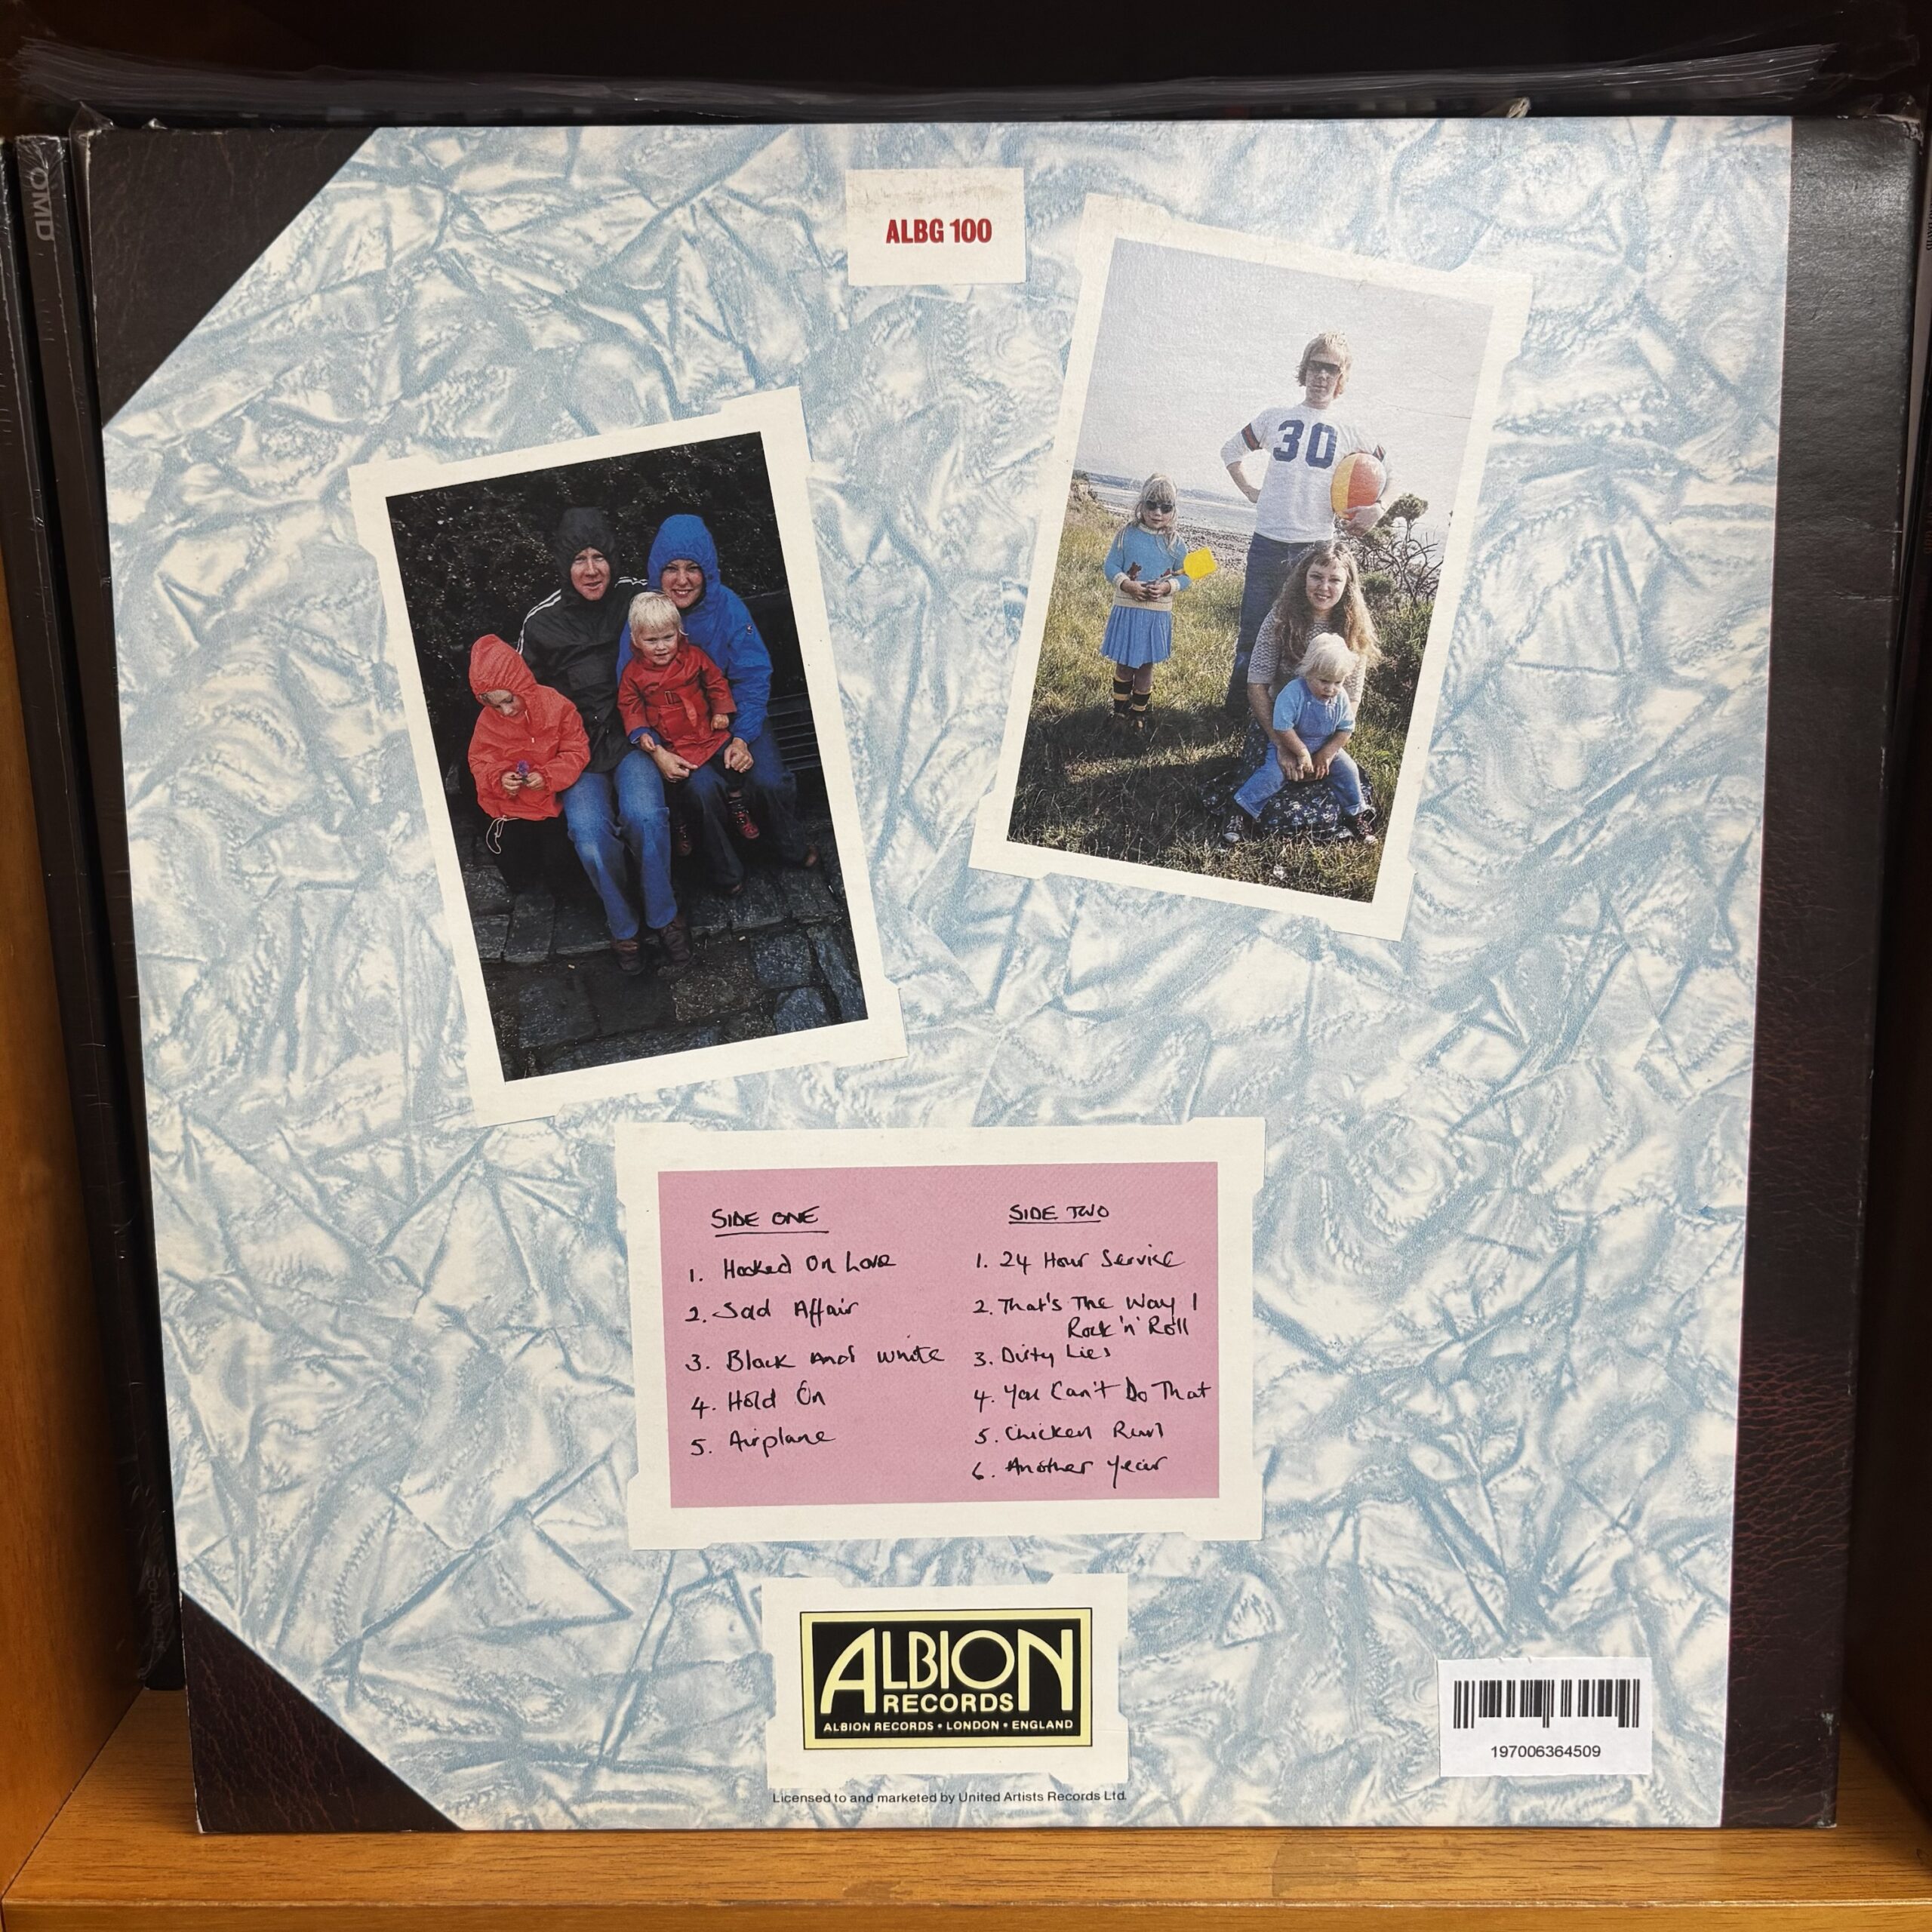 OMD
ALBG 100
30
SIDE ONE
1. Hooked On Love
2. Sad Affair
3. Black And White
4. Hold On
5. Airplane
SIDE TWO
1. 24 Hour Service
2. That's The Way I
Rock 'n' Roll
3. Dirty Lies
4. You Can't Do That
5. Chicken Run
6. Another Year
ALBION
RECORDS
ALBION RECORDS • LONDON • ENGLAND
Licensed to and marketed by United Artists Records Ltd.
197006364509